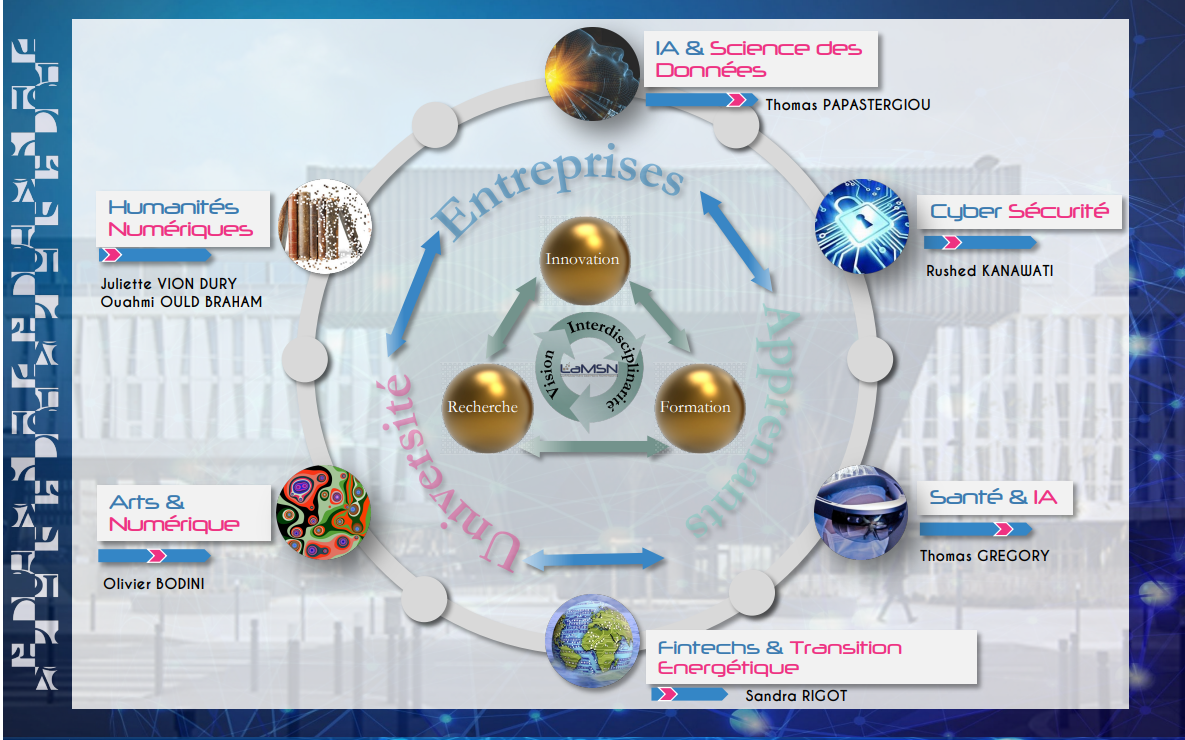 IA & Science des
Données
Thomas PAPASTERGIOU
Entreprises
Humanités
Numériques
Juliette VION DURY
Ouahmi OULD BRAHAM
Cyber Sécurité
Rushed KANAWATI
Innovation
Interdisciplinarité
Vision
LaMSN
Recherche
Formation
Apprenants
Université
Arts &
Numérique
Olivier BODINI
Santé & IA
Thomas GREGORY
Fintechs & Transition
Energétique
Sandra RIGOT